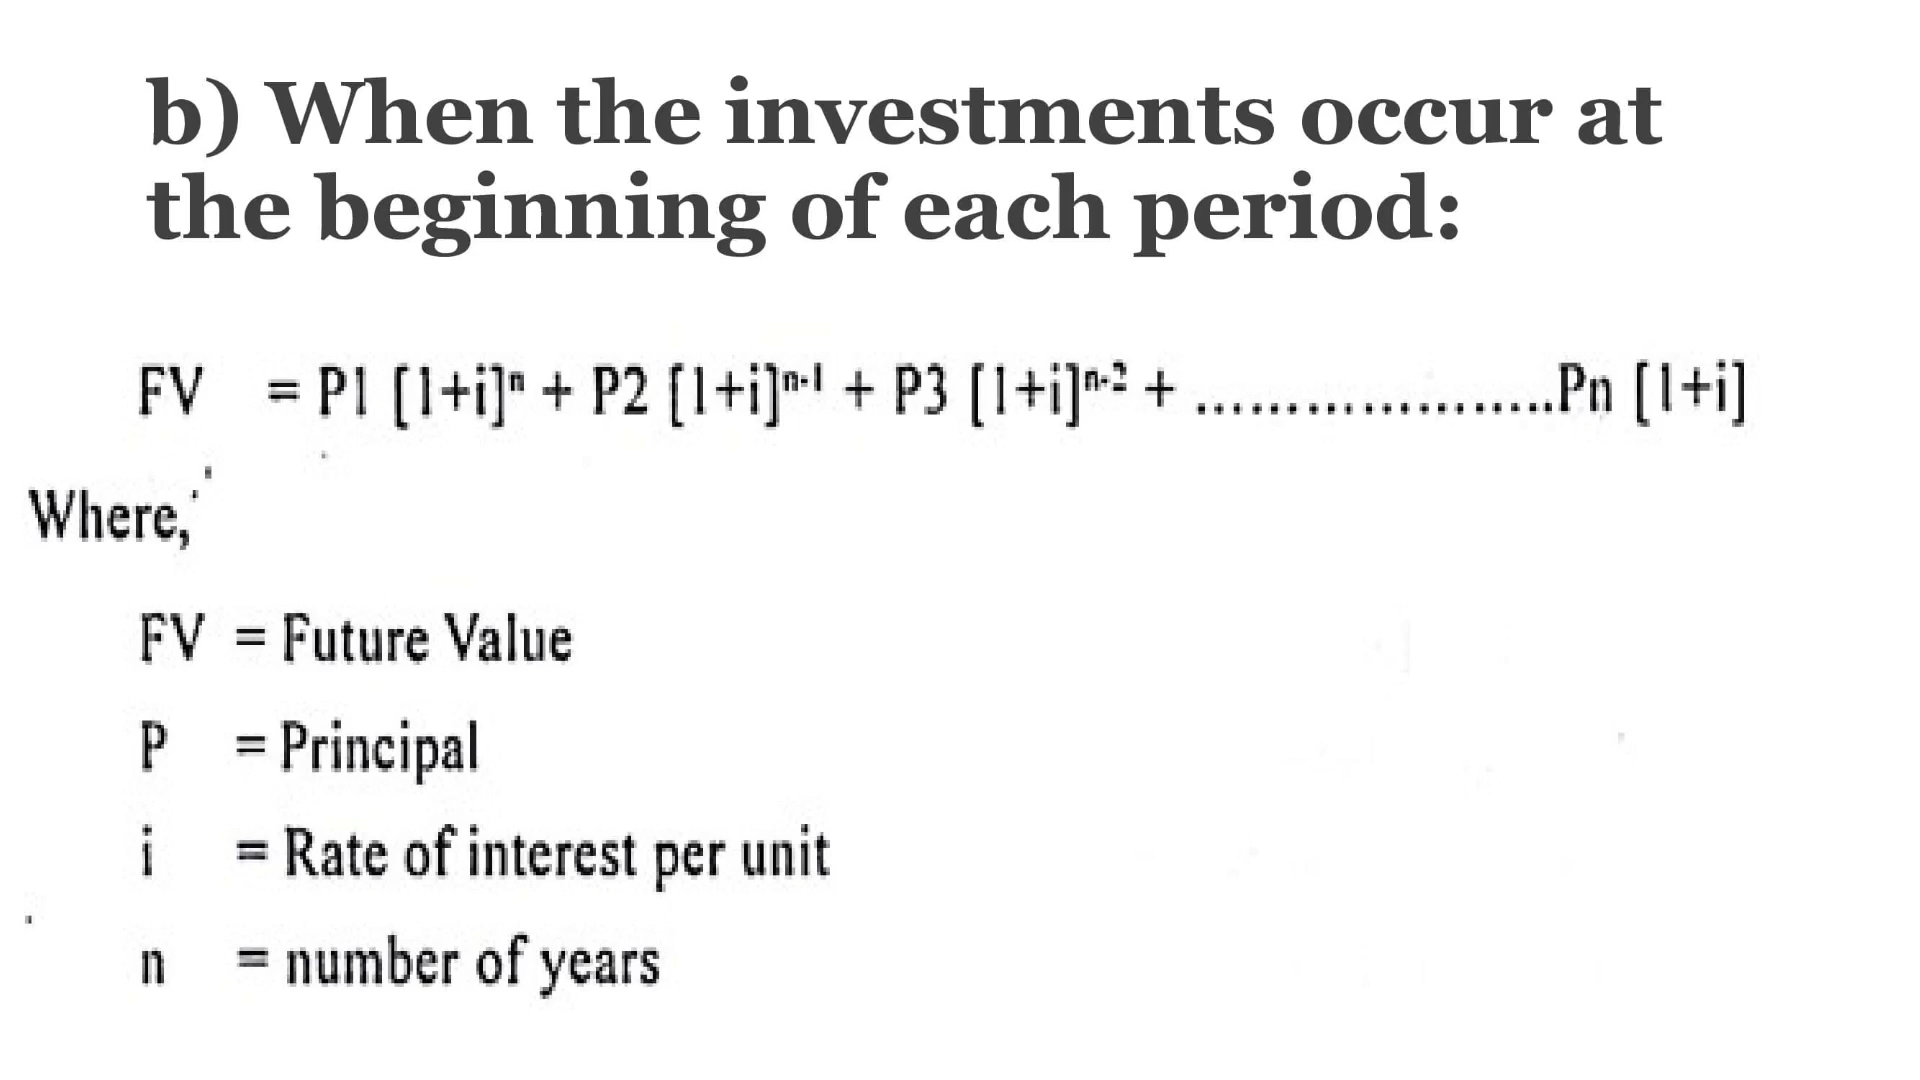 b) When the investments occur at
the beginning of each period:
FV = P1 [1+i]ⁿ + P2 [1+i]ⁿ⁻¹ + P3 [1+i]ⁿ⁻² + ....................Pn [1+i]
Where,
FV = Future Value
P = Principal
i = Rate of interest per unit
n = number of years